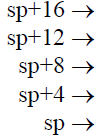 sp+16 →
sp+12 →
sp+8 →
sp+4 →
sp →